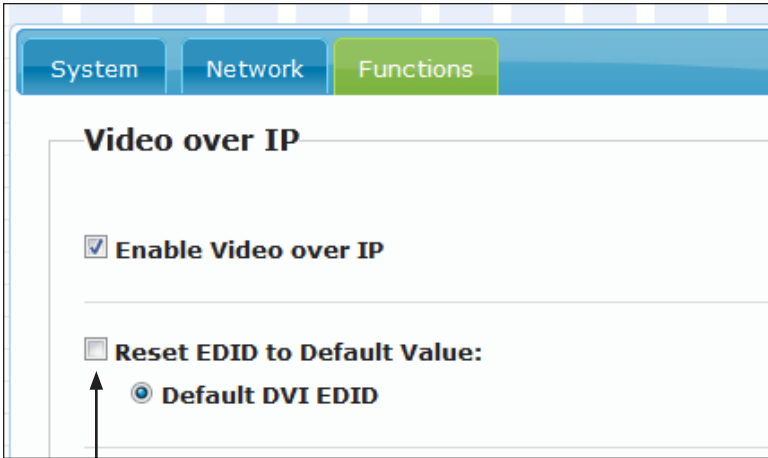 System Network Functions
Video over IP
Enable Video over IP
Reset EDID to Default Value:
Default DVI EDID